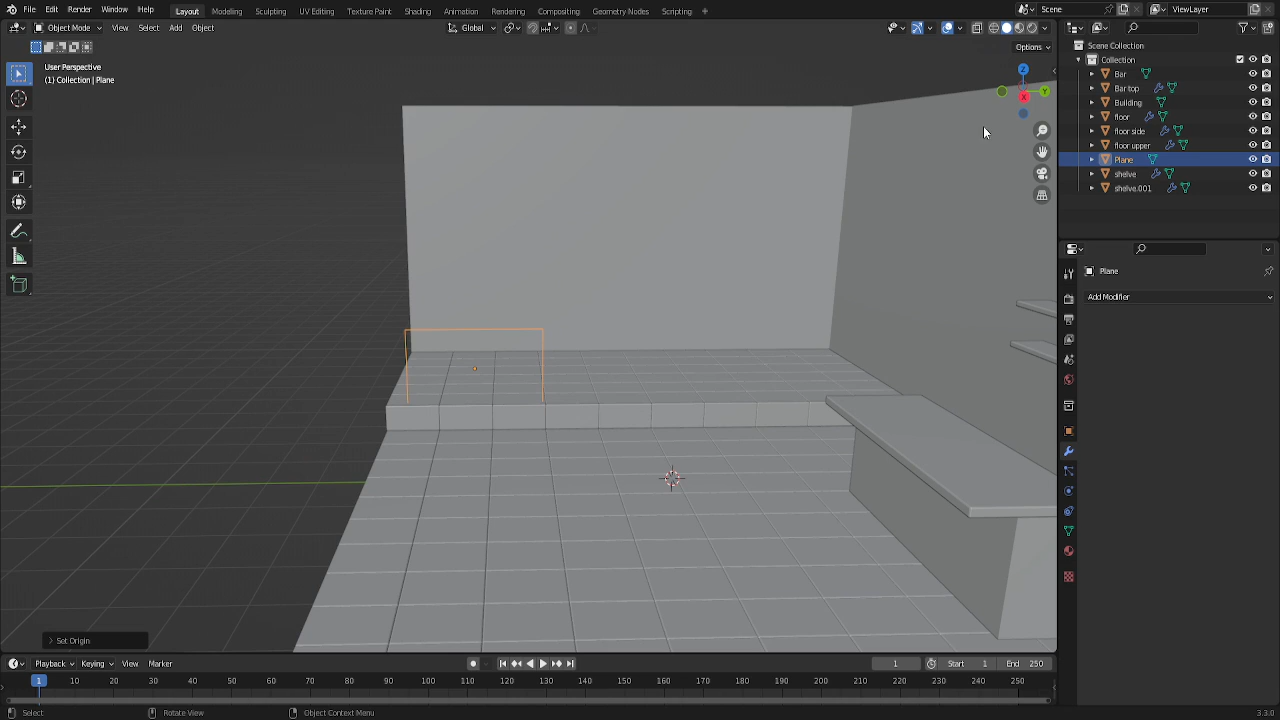 File Edit Render Window Help Layout Modelling Sculpting UV Editing Texture Paint Shading Animation Rendering Compositing Geometry Nodes Scripting Scene ViewLayer
Object Mode View Select Add Object Global
Options
User Perspective
(1) Collection | Plane
Z
Y
X
Scene Collection
Collection
Bar
Bar top
Building
floor
floor side
floor upper
Plane
shelve
shelve.001
Plane
Add Modifier
Set Origin
Playback Keying View Marker 1 Start 1 End 250
1 10 20 30 40 50 60 70 80 90 100 110 120 130 140 150 160 170 180 190 200 210 220 230 240 250
Select Rotate View Object Context Menu 3.3.0